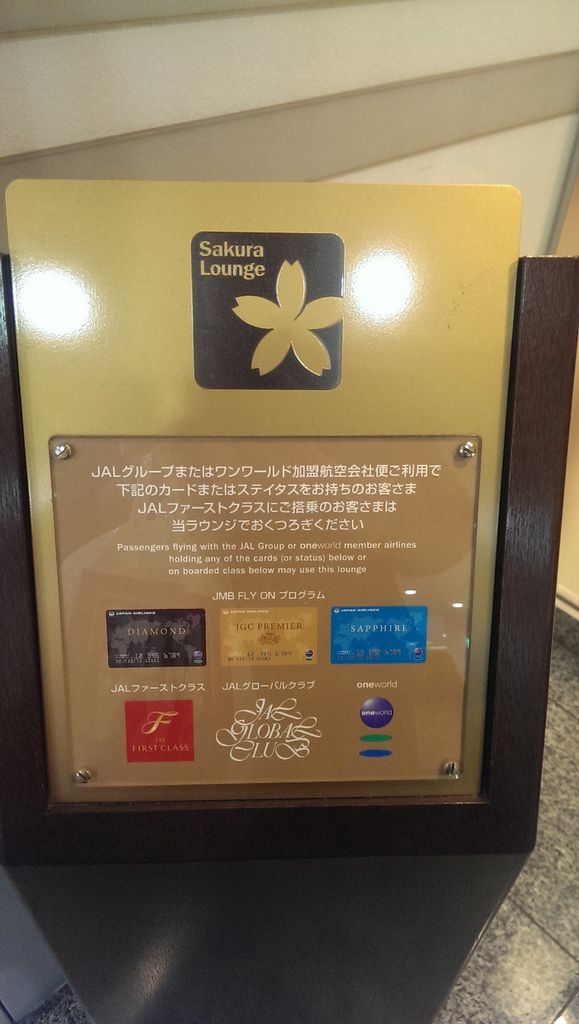 Sakura
Lounge
JALグループまたはワンワールド加盟航空会社便ご利用で
下記のカードまたはステイタスをお持ちのお客さま
JALファーストクラスにご搭乗のお客さまは
当ラウンジでおくつろぎください
Passengers flying with the JAL Group or oneworld member airlines
holding any of the cards (or status) below or
on boarded class below may use this lounge
JMB FLY ON プログラム
JAPAN AIRLINES JAPAN AIRLINES JAPAN AIRLINES
DIAMOND JGC PREMIER SAPPHIRE
JALファーストクラス JALグローバルクラブ oneworld
F
JAL
FIRST CLASS
JAL
GLOBAL
CLUB
oneworld